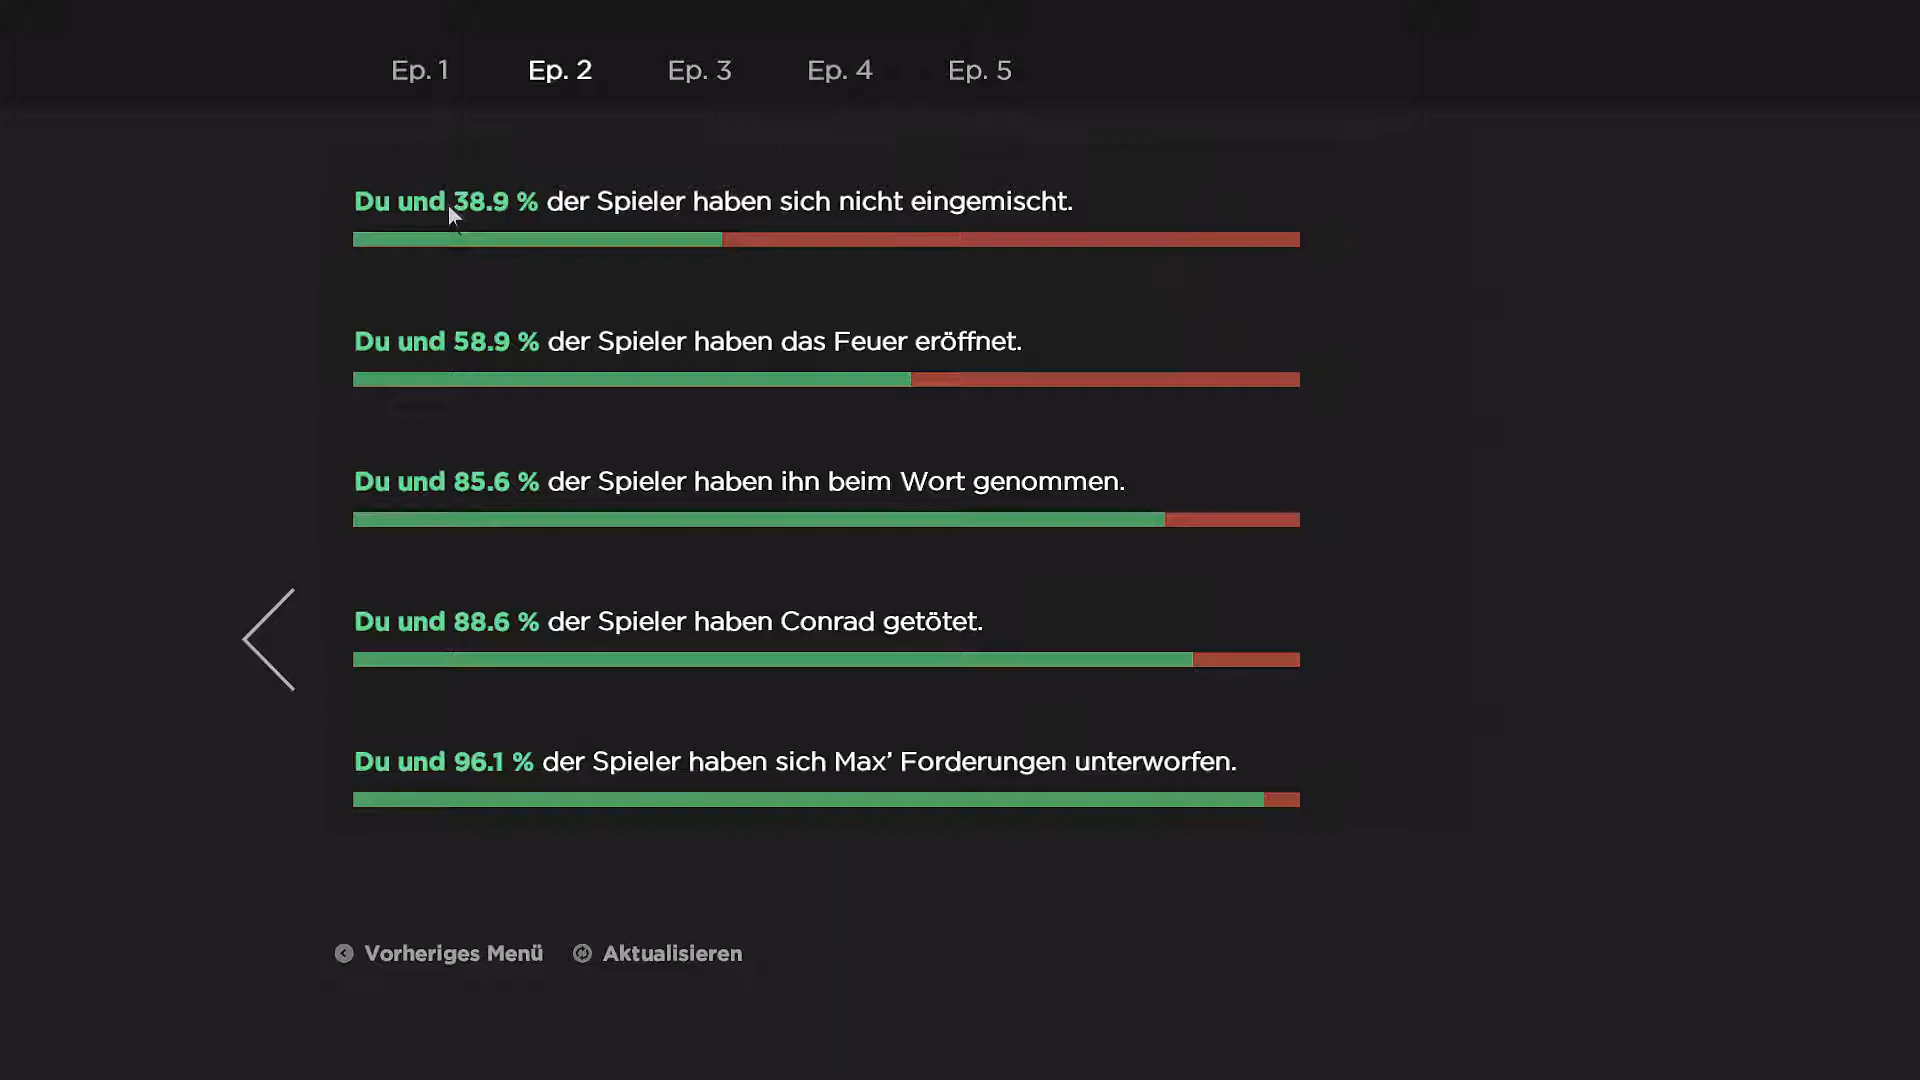 Ep. 1 Ep. 2 Ep. 3 Ep. 4 Ep. 5
Du und 38.9 % der Spieler haben sich nicht eingemischt.
Du und 58.9 % der Spieler haben das Feuer eröffnet.
Du und 85.6 % der Spieler haben ihn beim Wort genommen.
Du und 88.6 % der Spieler haben Conrad getötet.
Du und 96.1 % der Spieler haben sich Max’ Forderungen unterworfen.
Vorheriges Menü Aktualisieren